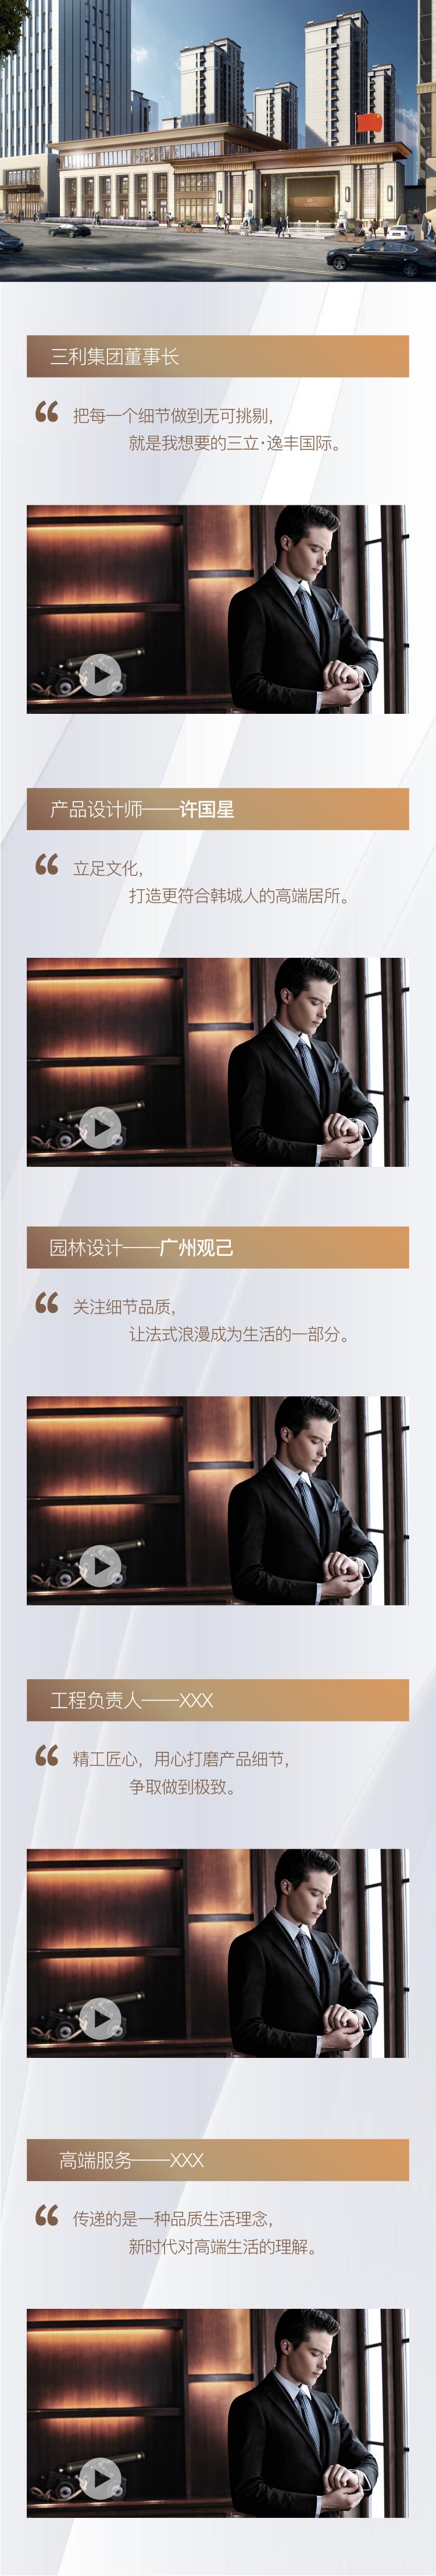 三利集团董事长
“ 把每一个细节做到无可挑剔,
就是我想要的三立·逸丰国际。
产品设计师——许国星
“ 立足文化,
打造更符合韩城人的高端居所。
园林设计——广州观己
“ 关注细节品质,
让法式浪漫成为生活的一部分。
工程负责人——XXX
“ 精工匠心，用心打磨产品细节,
争取做到极致。
高端服务——XXX
“ 传递的是一种品质生活理念,
新时代对高端生活的理解。